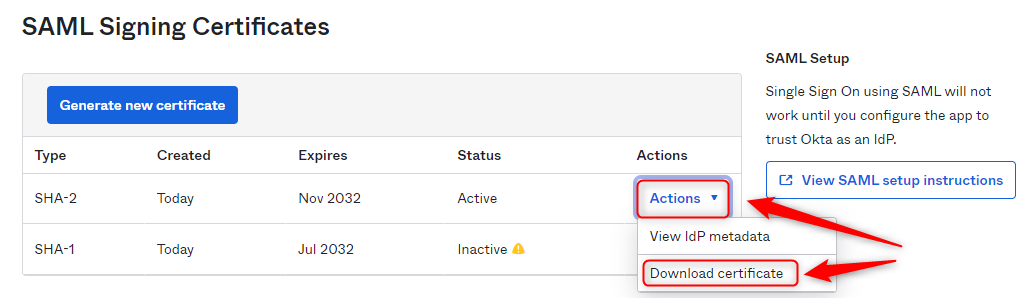 SAML Signing Certificates
SAML Setup
Generate new certificate
Single Sign On using SAML will not
work until you configure the app to
trust Okta as an IdP.
View SAML setup instructions
Type Created Expires Status Actions
SHA-2 Today Nov 2032 Active Actions
SHA-1 Today Jul 2032 Inactive
View IdP metadata
Download certificate